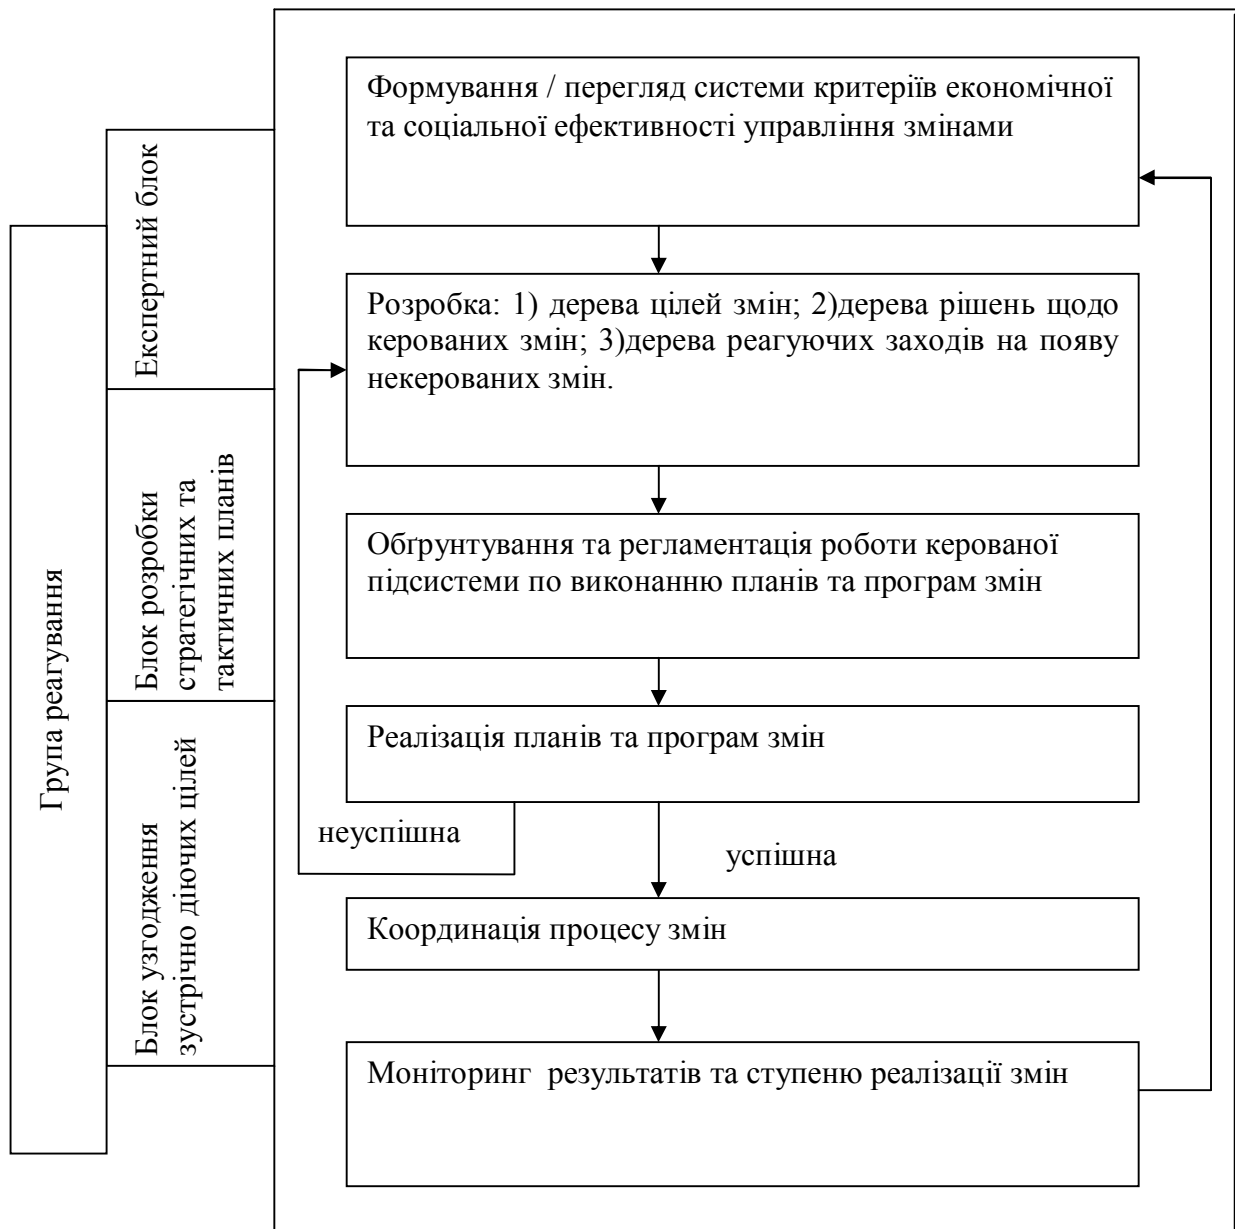 Група реагування
Експертний блок
Блок розробки
стратегічних та
тактичних планів
Блок узгодження
зустрічно діючих цілей
Формування / перегляд системи критеріїв економічної
та соціальної ефективності управління змінами
Розробка: 1) дерева цілей змін; 2)дерева рішень щодо
керованих змін; 3)дерева реагуючих заходів на появу
некерованих змін.
Обґрунтування та регламентація роботи керованої
підсистеми по виконанню планів та програм змін
Реалізація планів та програм змін
неуспішна
успішна
Координація процесу змін
Моніторинг результатів та ступеню реалізації змін